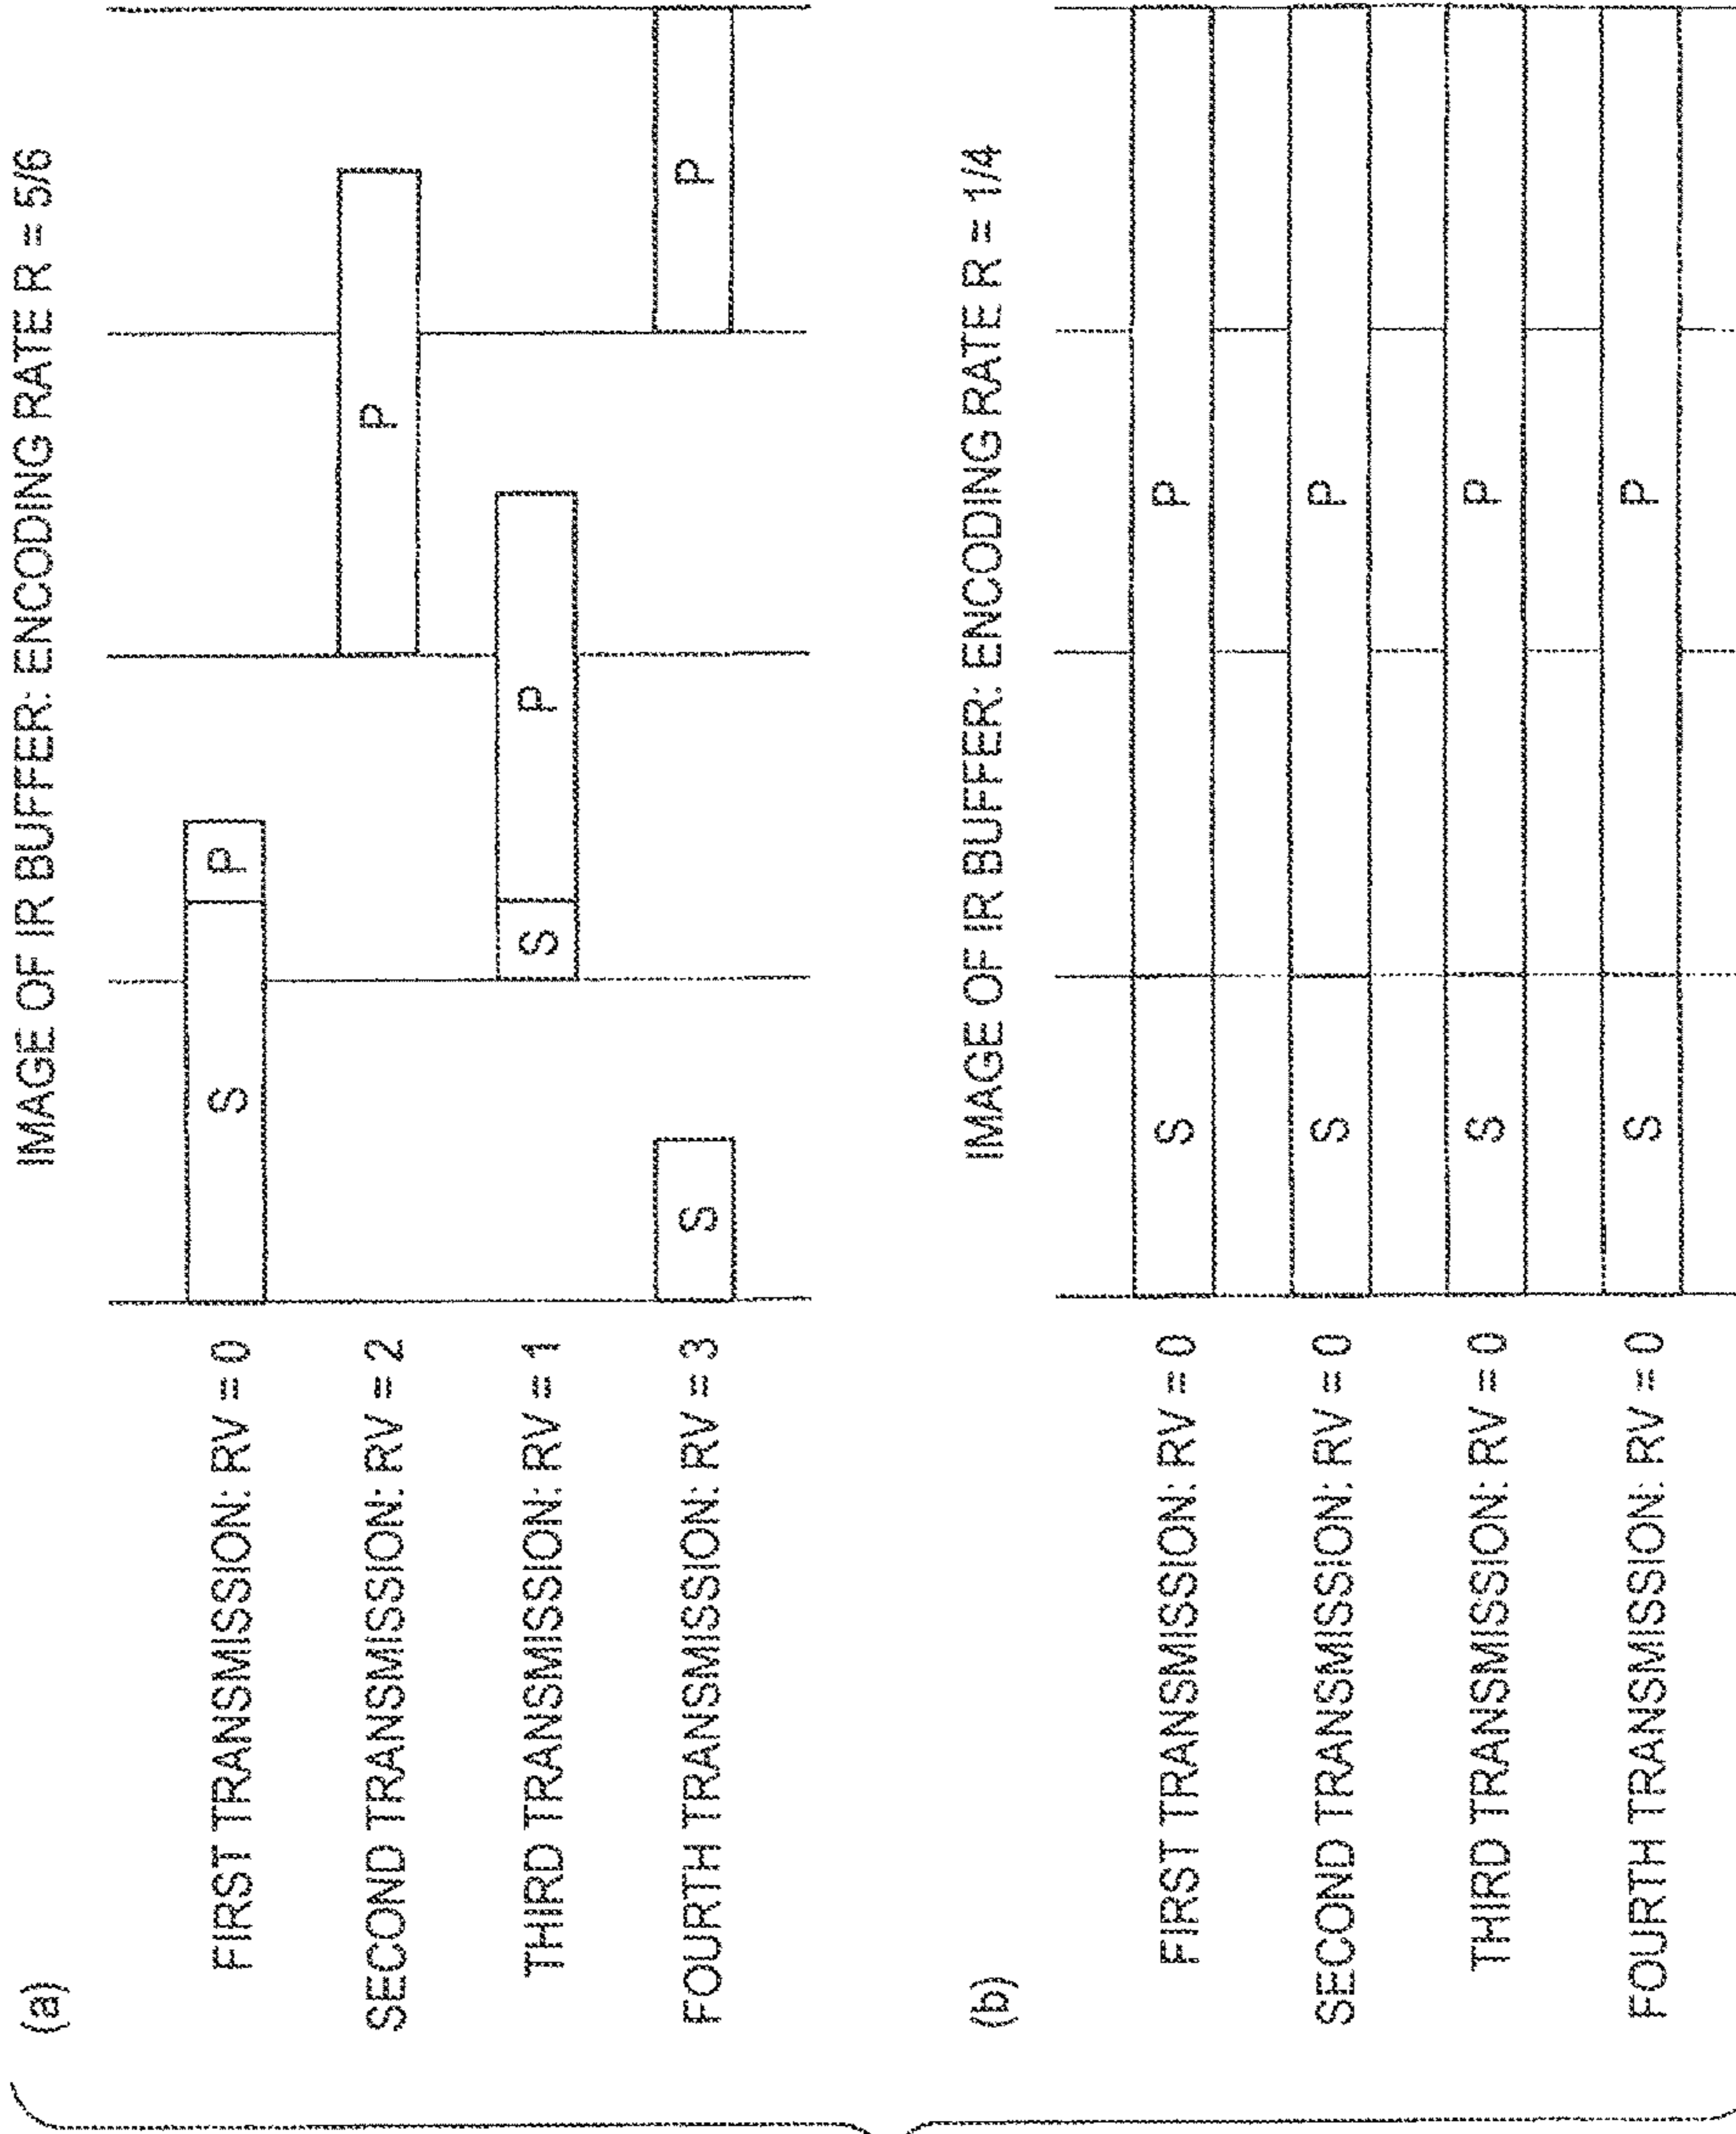 (a)
IMAGE OF IR BUFFER: ENCODING RATE R = 5/6
FIRST TRANSMISSION: RV = 0
S
P
SECOND TRANSMISSION: RV = 2
P
THIRD TRANSMISSION: RV = 1
S
P
FOURTH TRANSMISSION: RV = 3
S
P
(b)
IMAGE OF IR BUFFER: ENCODING RATE R = 1/4
FIRST TRANSMISSION: RV = 0
S
P
SECOND TRANSMISSION: RV = 0
S
P
THIRD TRANSMISSION: RV = 0
S
P
FOURTH TRANSMISSION: RV = 0
S
P